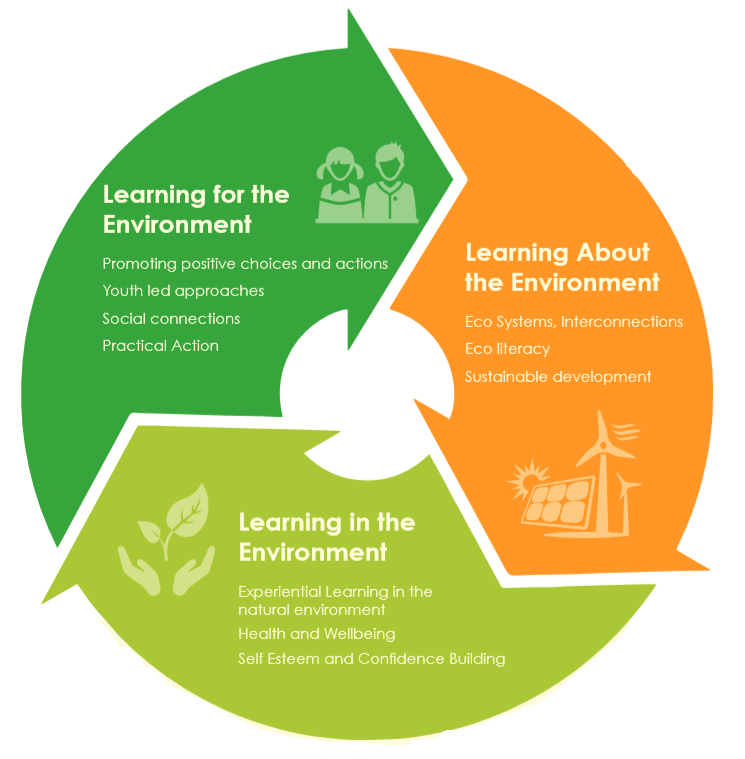 Learning for the
Environment
Promoting positive choices and actions
Youth led approaches
Social connections
Practical Action
Learning About
the Environment
Eco Systems, Interconnections
Eco literacy
Sustainable development
Learning in the
Environment
Experiential Learning in the
natural environment
Health and Wellbeing
Self Esteem and Confidence Building